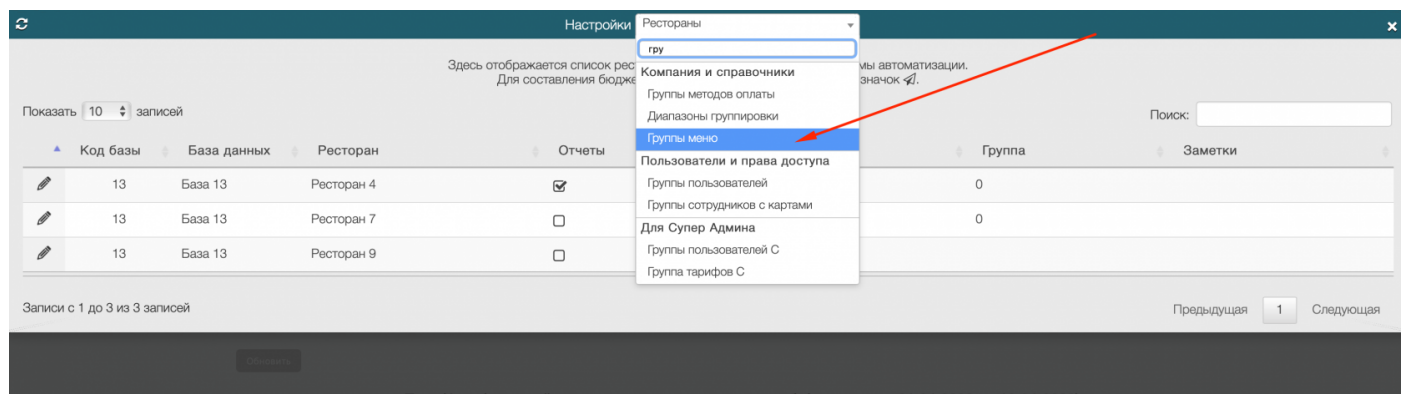 Настройки Рестораны
гру
Здесь отображается список рес мы автоматизации.
Для составления бюдже значок
Компания и справочники
Группы методов оплаты
Диапазоны группировки
Группы меню
Пользователи и права доступа
Группы пользователей
Группы сотрудников с картами
Для Супер Админа
Группы пользователей С
Группа тарифов С
Показать 10 записей
Поиск:
Код базы База данных Ресторан Отчеты Группа Заметки
13 База 13 Ресторан 4 0
13 База 13 Ресторан 7 0
13 База 13 Ресторан 9
Записи с 1 до 3 из 3 записей
Предыдущая 1 Следующая
Обновить